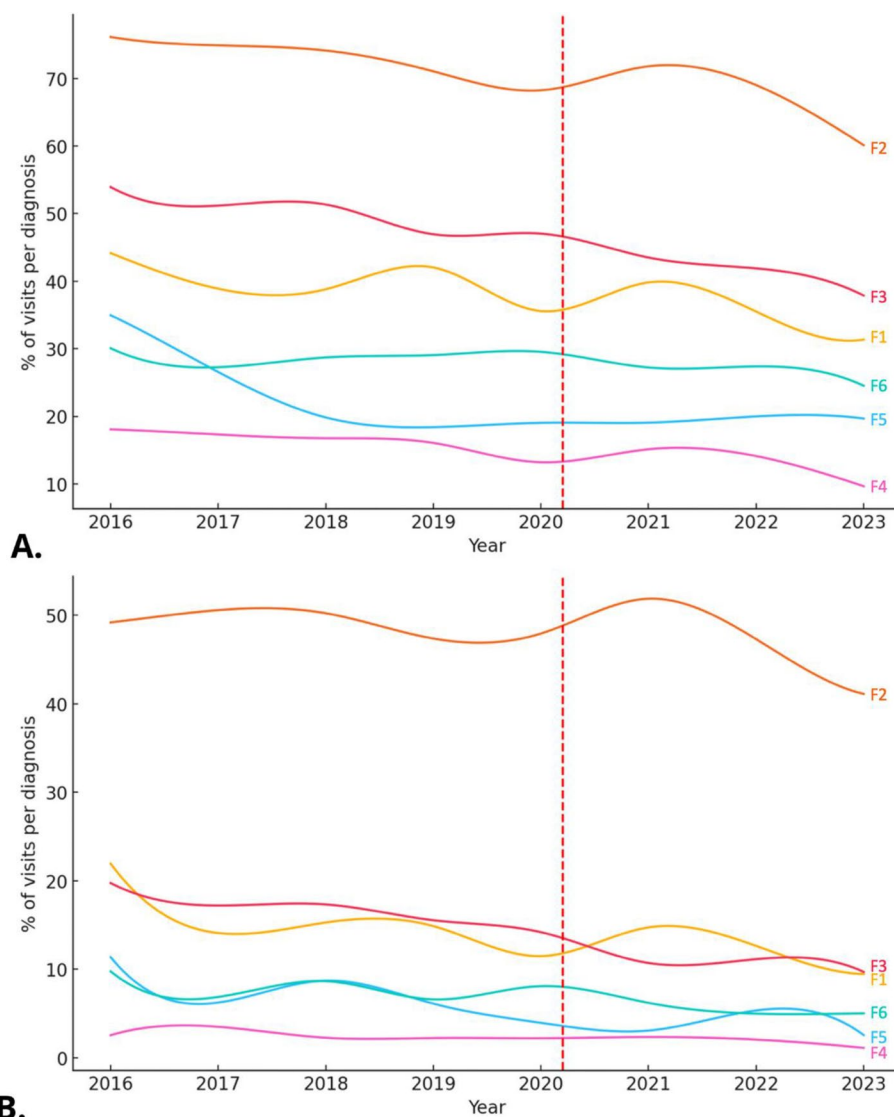 % of visits per diagnosis
70
60
50
40
30
20
10
F2
F3
F1
F6
F5
F4
2016 2017 2018 2019 2020 2021 2022 2023
Year
A.
% of visits per diagnosis
50
40
30
20
10
0
F2
F3
F1
F6
F5
F4
2016 2017 2018 2019 2020 2021 2022 2023
Year
B.